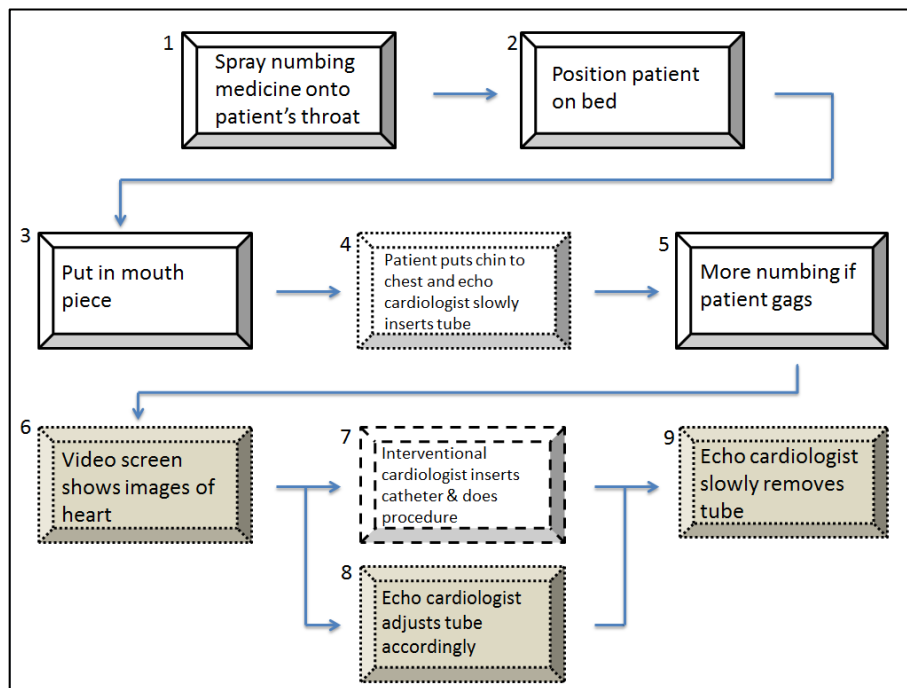 1
Spray numbing
medicine onto
patient's throat
2
Position patient
on bed
3
Put in mouth
piece
4
Patient puts chin to
chest and echo
cardiologist slowly
inserts tube
5
More numbing if
patient gags
6
Video screen
shows images of
heart
7
Interventional
cardiologist inserts
catheter & does
procedure
8
Echo cardiologist
adjusts tube
accordingly
9
Echo cardiologist
slowly removes
tube